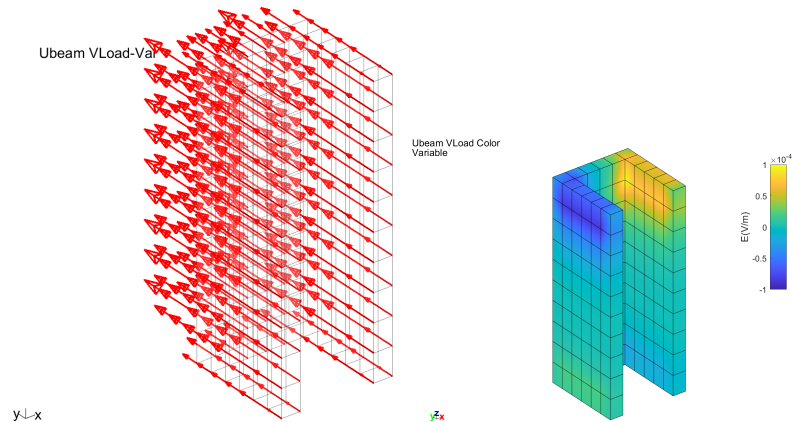 Ubeam VLoad-Val
Ubeam VLoad Color
Variable
×10⁻⁴
1
0.5
0
-0.5
-1
E(V/m)
y x
y z x